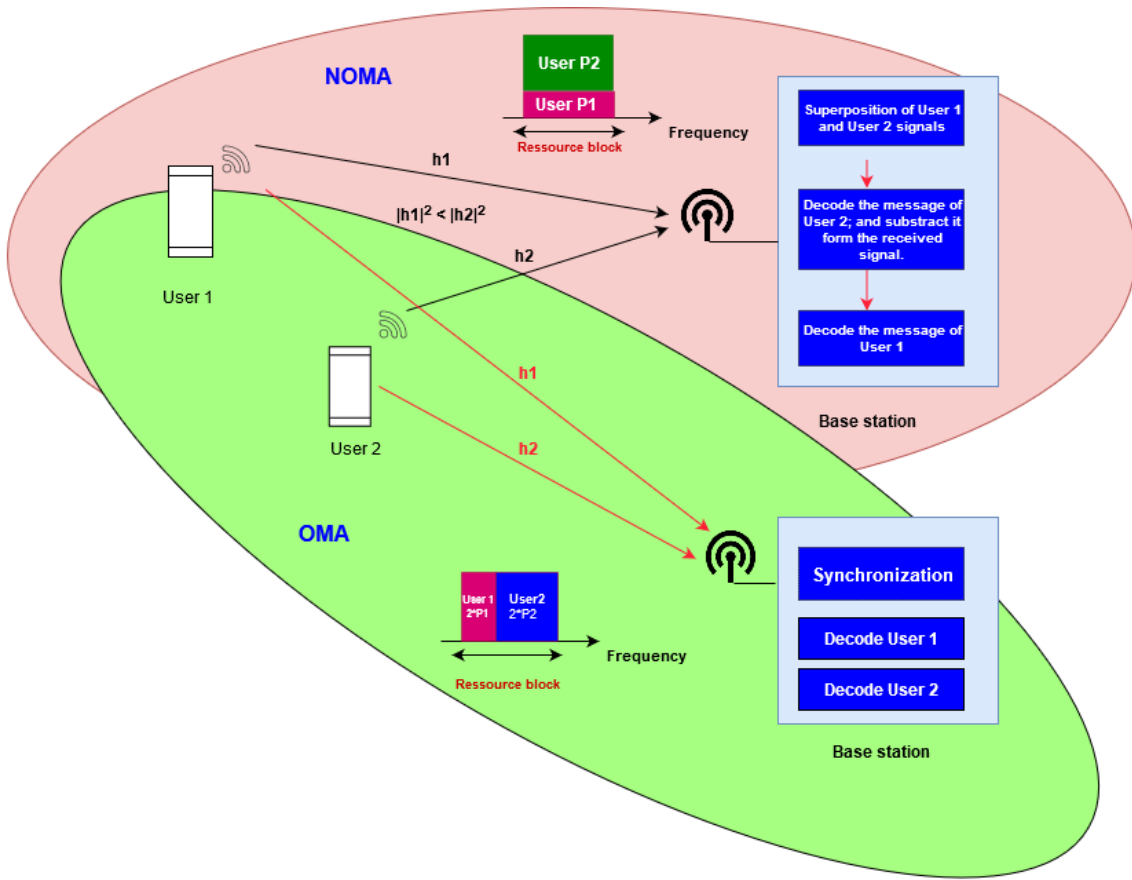 NOMA
User P2
User P1
Frequency
Ressource block
Superposition of User 1
and User 2 signals
h1
|h1|² < |h2|²
h2
Decode the message of
User 2; and substract it
form the received
signal.
Decode the message of
User 1
Base station
User 1
User 2
h1
h2
OMA
User 1
2*P1
User2
2*P2
Frequency
Ressource block
Synchronization
Decode User 1
Decode User 2
Base station